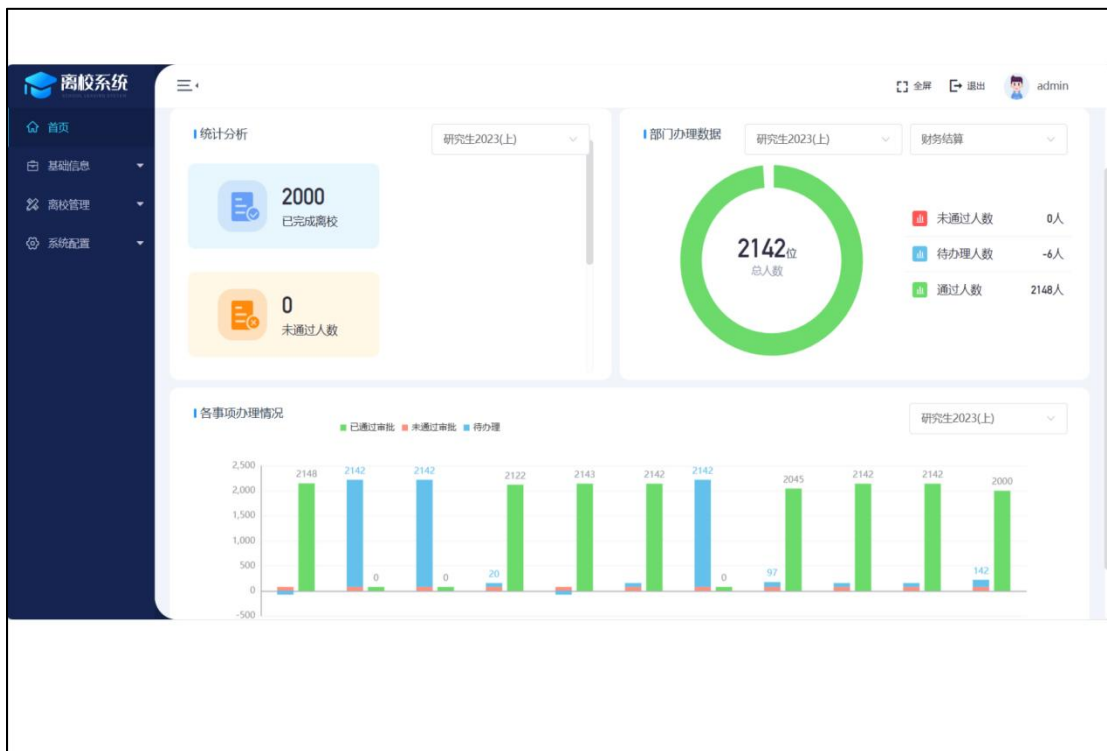 离校系统
全屏 退出 admin
首页
基础信息
离校管理
系统配置
统计分析
研究生2023(上)
2000
已完成离校
0
未通过人数
部门办理数据
研究生2023(上)
财务结算
2142位
总人数
未通过人数 0人
待办理人数 -6人
通过人数 2148人
各事项办理情况
研究生2023(上)
已通过审批 未通过审批 待办理
2,500
2,000
1,500
1,000
500
0
-500
2148 2142 2142 2122 2143 2142 2142 2045 2142 2142 2000
0 0 20 0 97 142